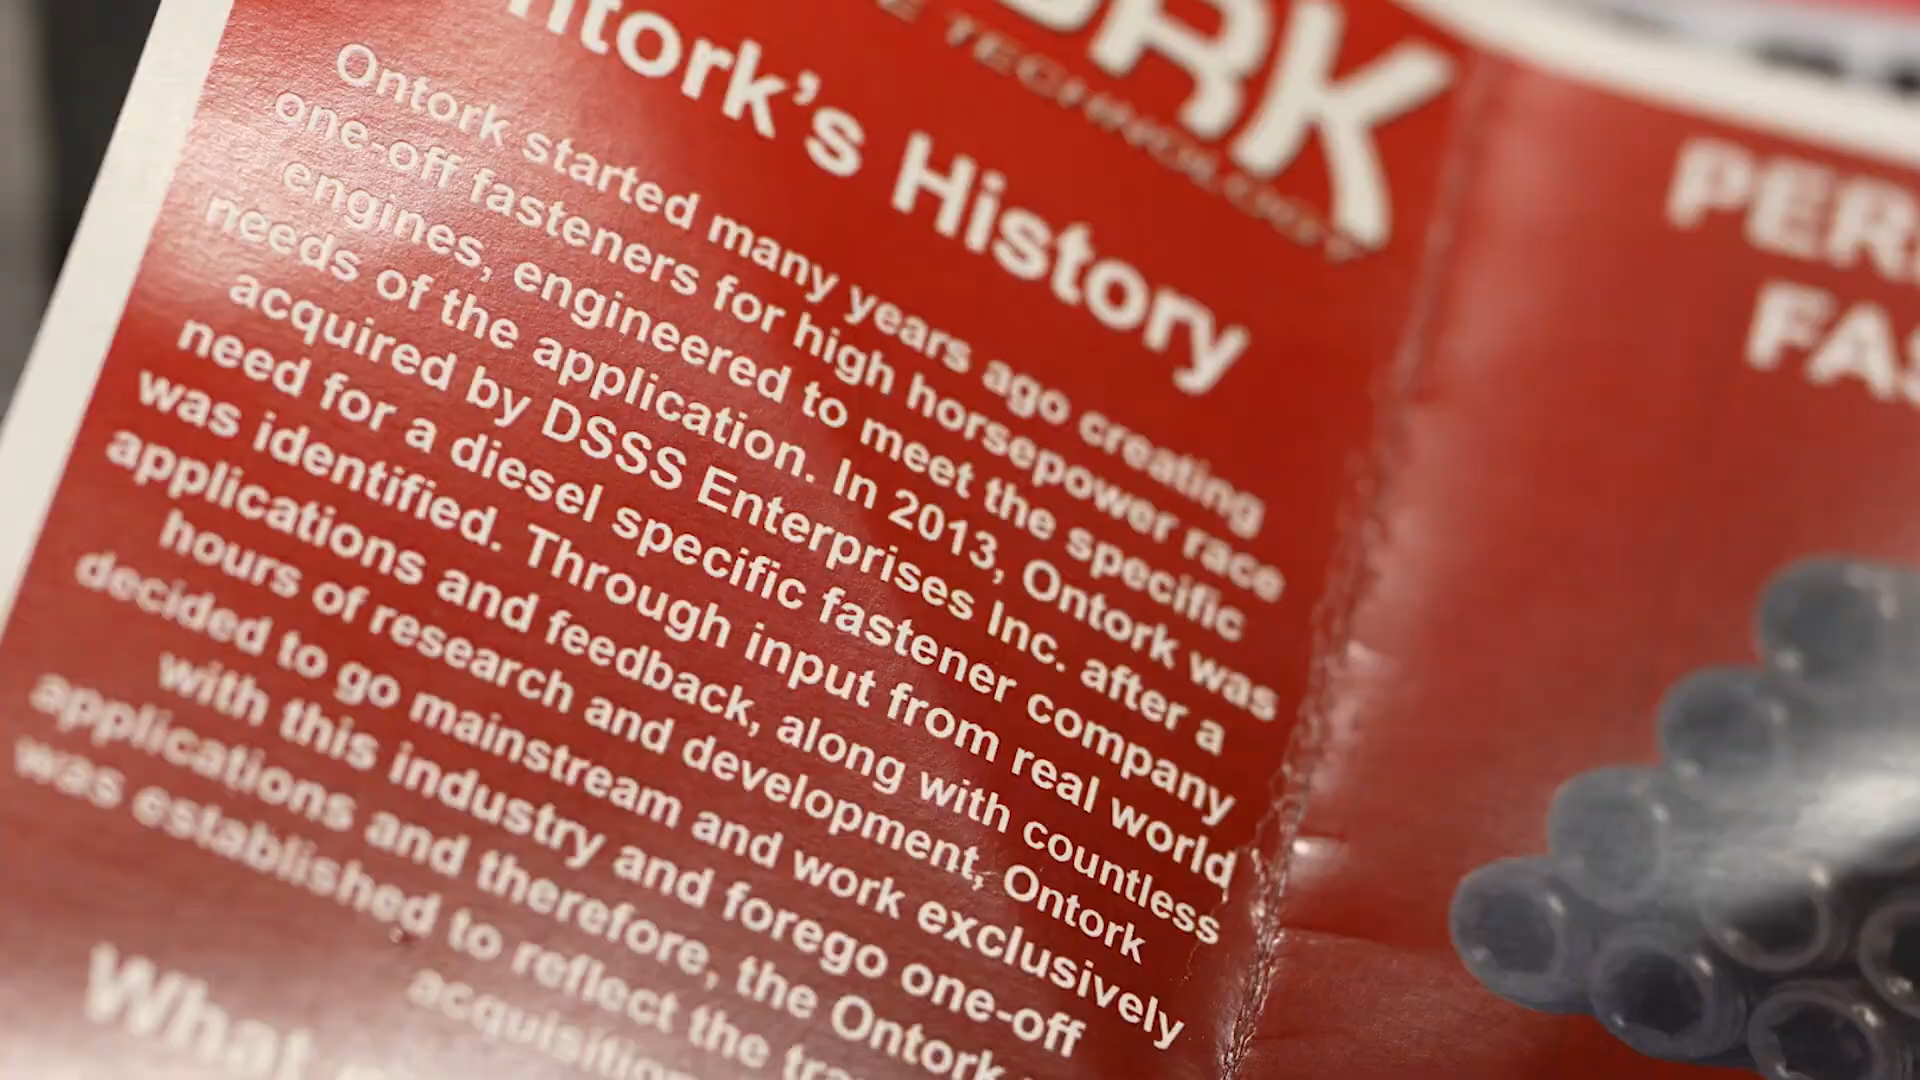 TECHNOLOGY
Ontork's History
Ontork started many years ago creating
one-off fasteners for high horsepower race
engines, engineered to meet the specific
needs of the application. In 2013, Ontork was
acquired by DSSS Enterprises Inc. after a
need for a diesel specific fastener company
was identified. Through input from real world
applications and feedback, along with countless
hours of research and development, Ontork
decided to go mainstream and work exclusively
with this industry and forego one-off
applications and therefore, the Ontork
was established to reflect the
What